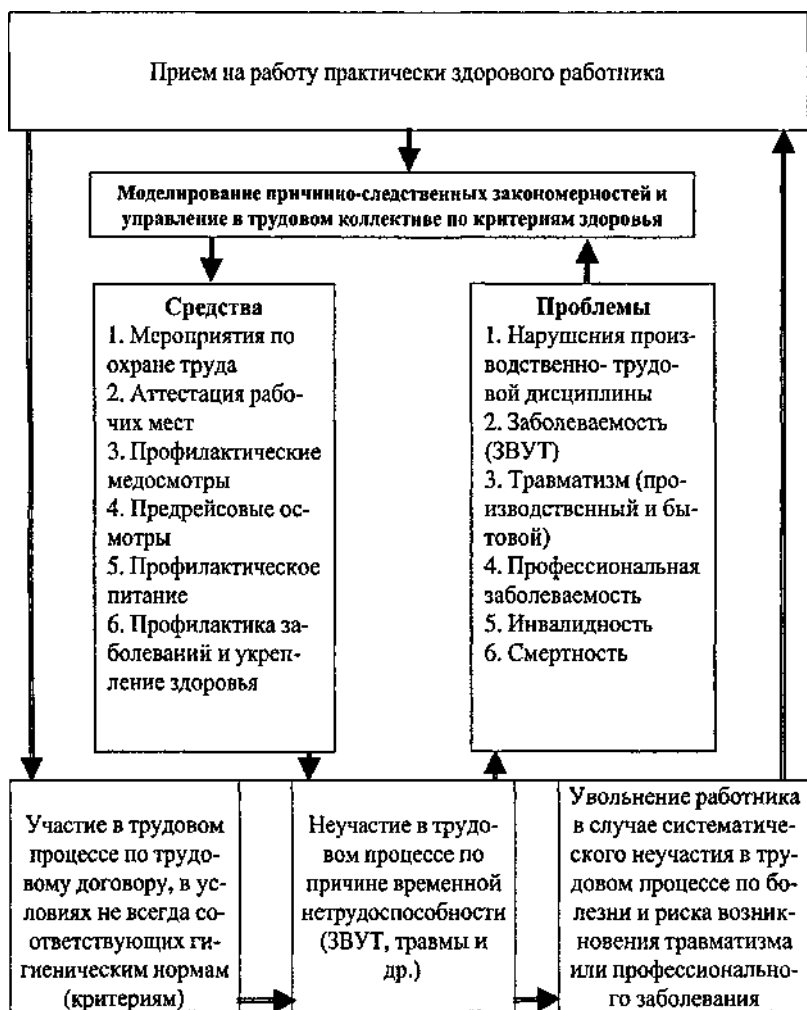 Прием на работу практически здорового работника
Моделирование причинно-следственных закономерностей и
управление в трудовом коллективе по критериям здоровья
Средства
1. Мероприятия по
охране труда
2. Аттестация рабо-
чих мест
3. Профилактические
медосмотры
4. Предрейсовые ос-
мотры
5. Профилактическое
питание
6. Профилактика за-
болеваний и укреп-
ление здоровья
Проблемы
1. Нарушения произ-
водственно- трудо-
вой дисциплины
2. Заболеваемость
(ЗВУТ)
3. Травматизм (про-
изводственный и бы-
товой)
4. Профессиональная
заболеваемость
5. Инвалидность
6. Смертность
Участие в трудовом
процессе по трудо-
вому договору, в ус-
ловиях не всегда со-
ответствующих ги-
гиеническим нормам
(критериям)
Неучастие в трудо-
вом процессе по
причине временной
нетрудоспособности
(ЗВУТ, травмы и
др.)
Увольнение работника
в случае систематиче-
ского неучастия в тру-
довом процессе по бо-
лезни и риска возник-
новения травматизма
или профессионально-
го заболевания